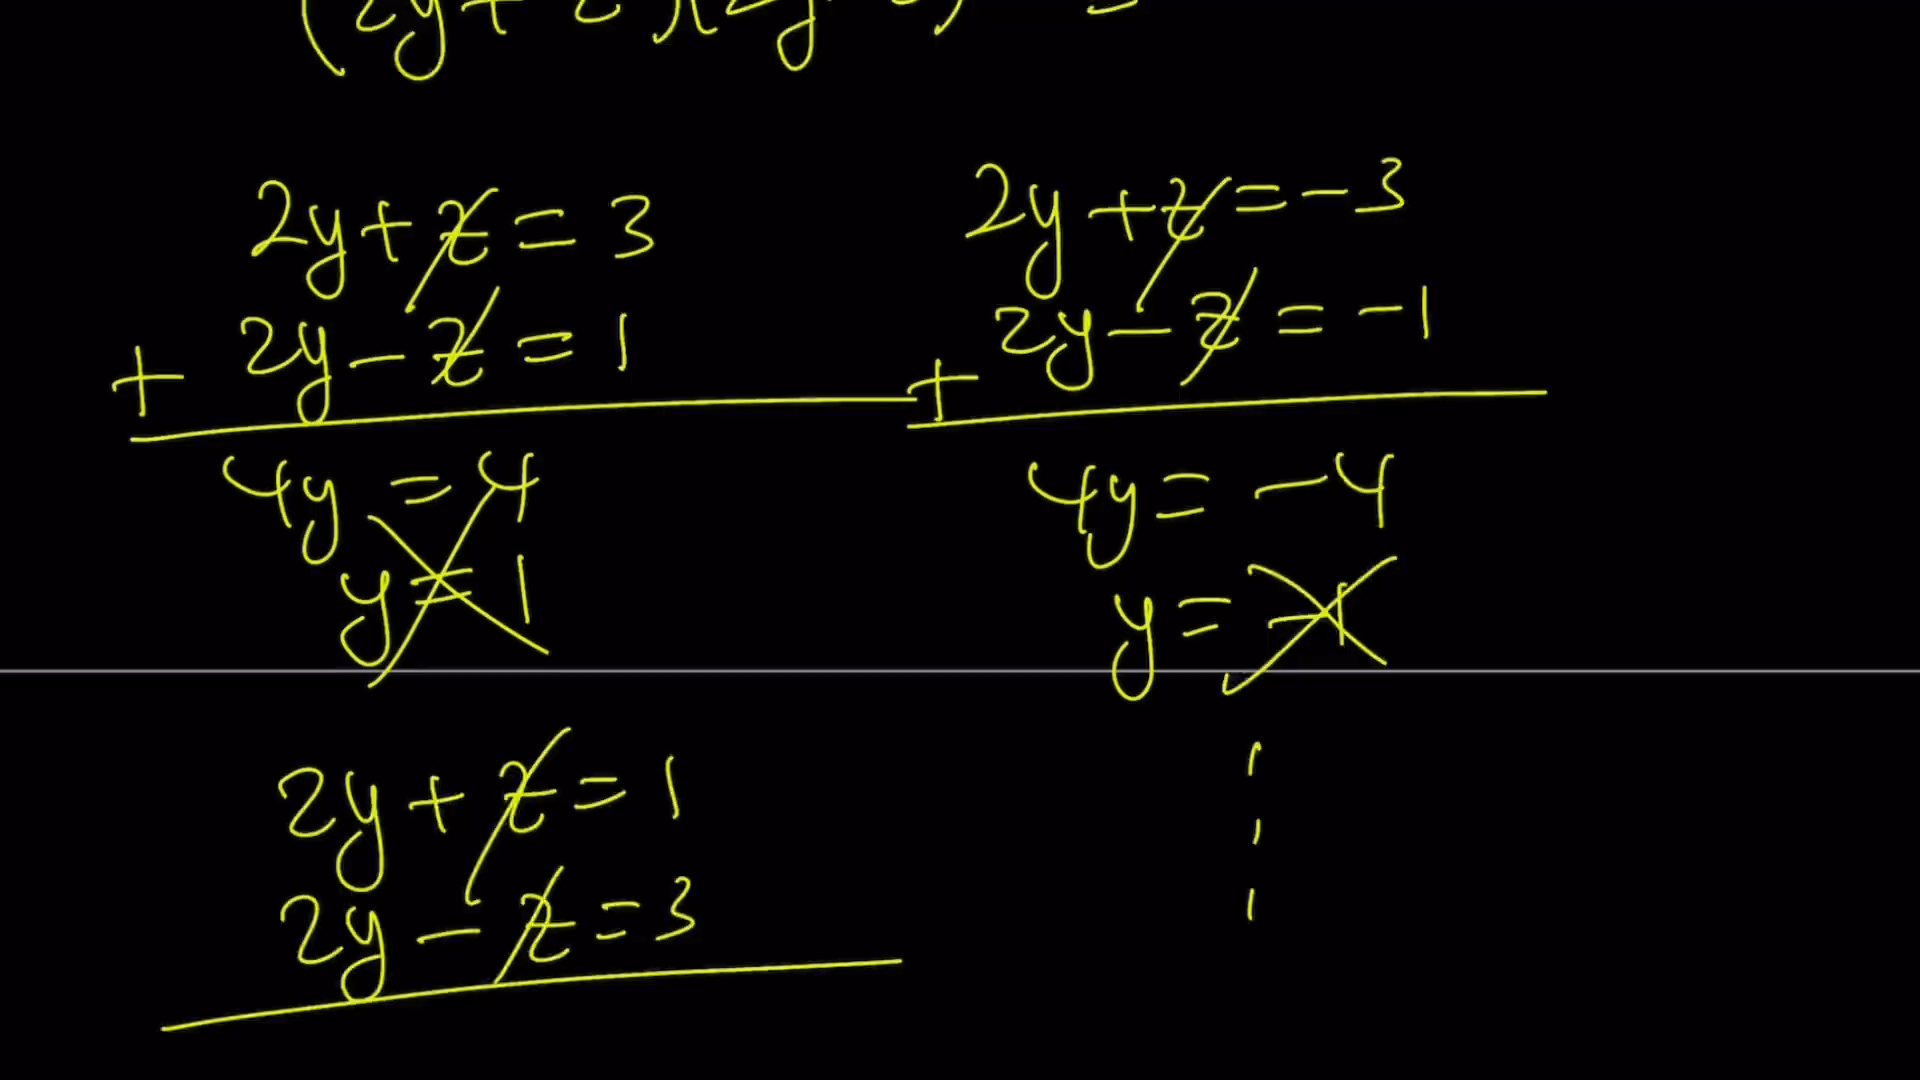 2y + z = 3
2y - z = 1
+
4y = 4
y = 1
2y + z = -3
2y - z = -1
+
4y = -4
y = -1
2y + z = 1
2y - z = 3